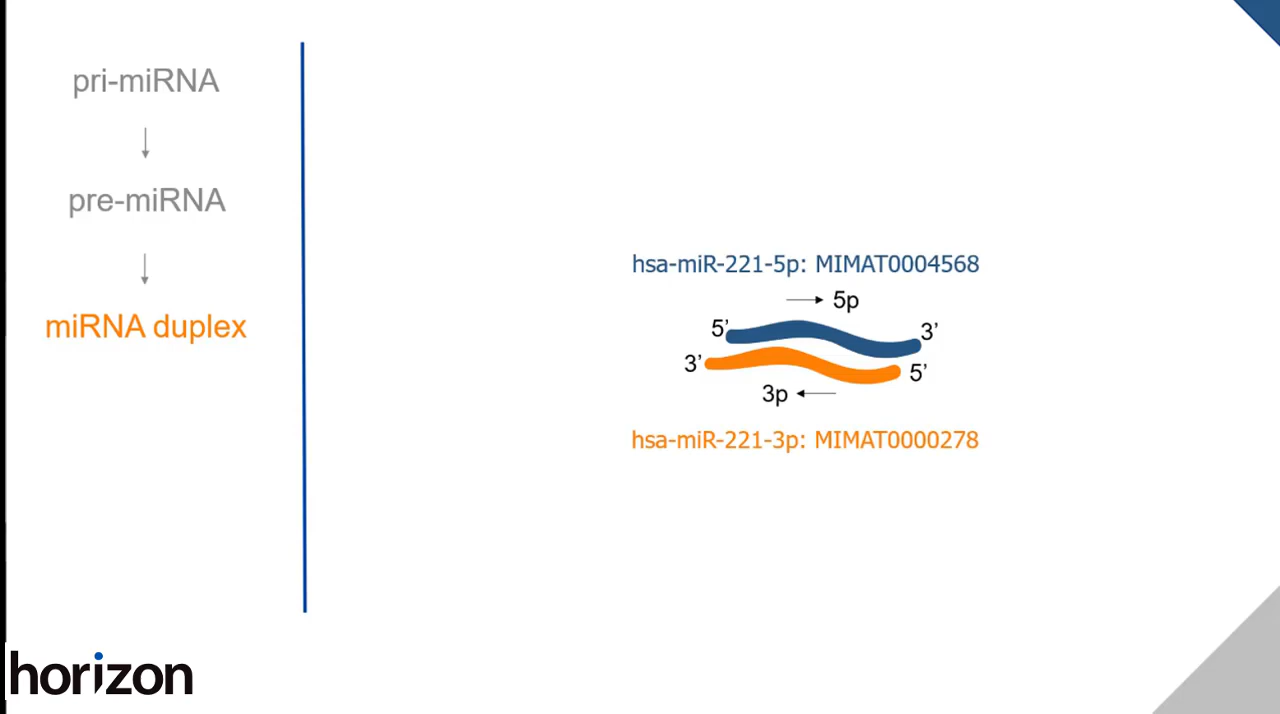 pri-miRNA
pre-miRNA
miRNA duplex
hsa-miR-221-5p: MIMAT0004568
5p
5’
3’
3’
5’
3p
hsa-miR-221-3p: MIMAT0000278
horizon